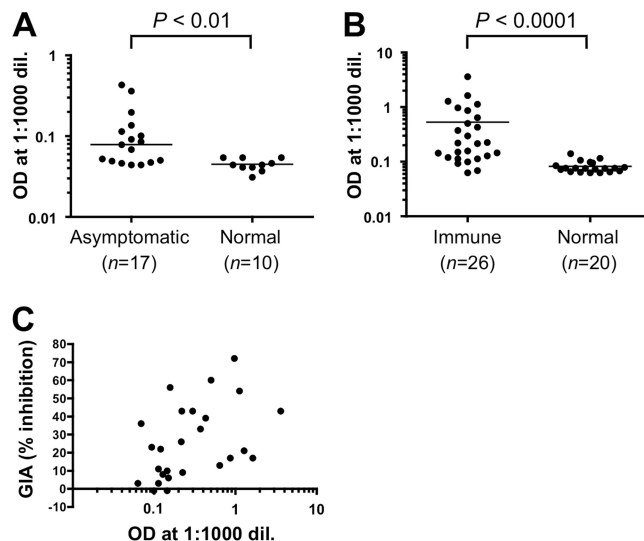 A
P < 0.01
OD at 1:1000 dil.
1
0.1
0.01
Asymptomatic
(n=17)
Normal
(n=10)
B
P < 0.0001
OD at 1:1000 dil.
10
1
0.1
0.01
Immune
(n=26)
Normal
(n=20)
C
GIA (% inhibition)
80
70
60
50
40
30
20
10
0
-10
0.1
1
10
OD at 1:1000 dil.